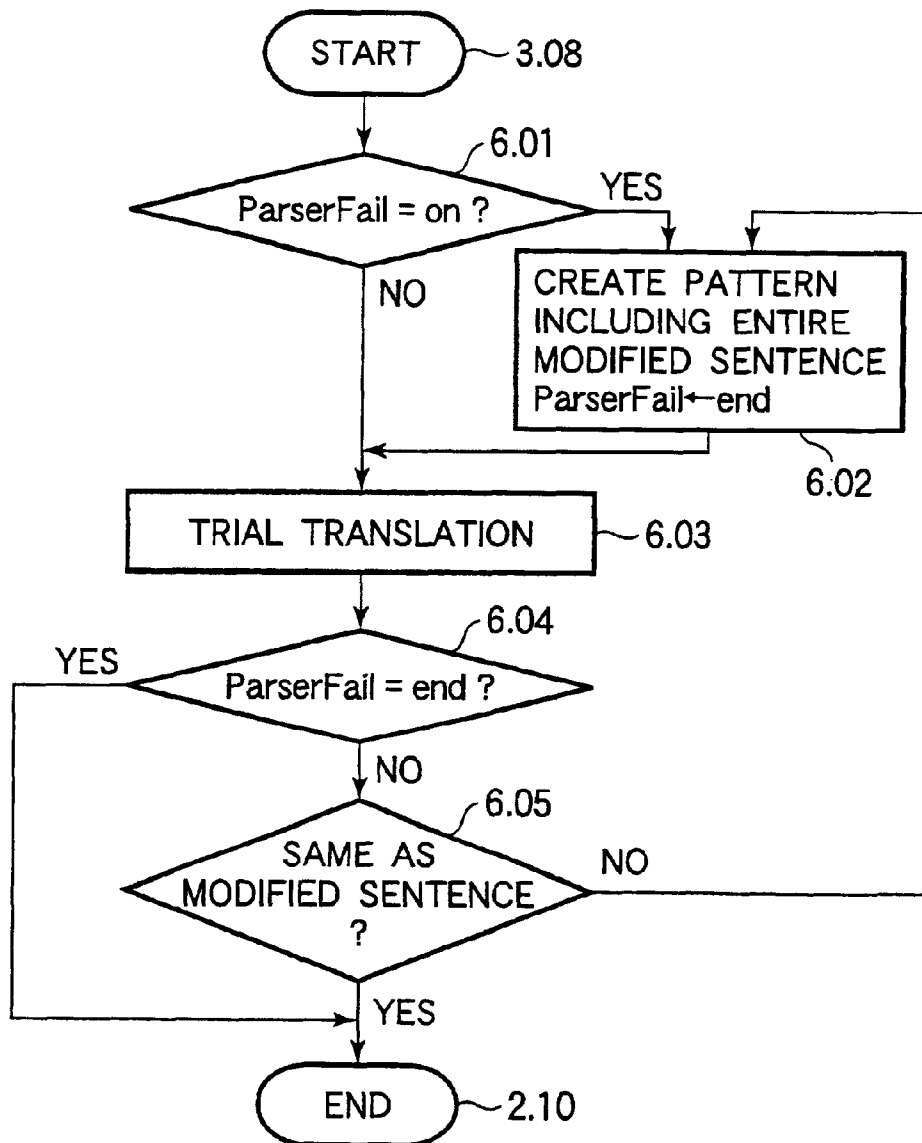 START
3.08
6.01
ParserFail = on ?
YES
NO
CREATE PATTERN
INCLUDING ENTIRE
MODIFIED SENTENCE
ParserFail←end
6.02
TRIAL TRANSLATION
6.03
6.04
YES
ParserFail = end ?
NO
6.05
SAME AS
MODIFIED SENTENCE
?
NO
YES
END
2.10